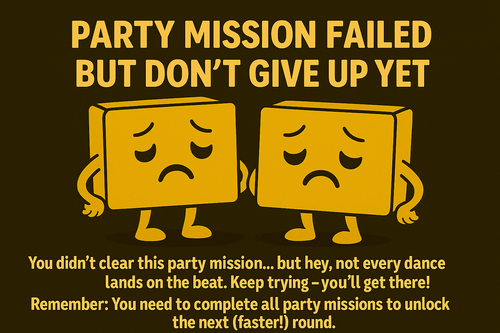 PARTY MISSION FAILED
BUT DON'T GIVE UP YET
You didn't clear this party mission... but hey, not every dance
lands on the beat. Keep trying – you'll get there!
Remember: You need to complete all party missions to unlock
the next (faster!) round.